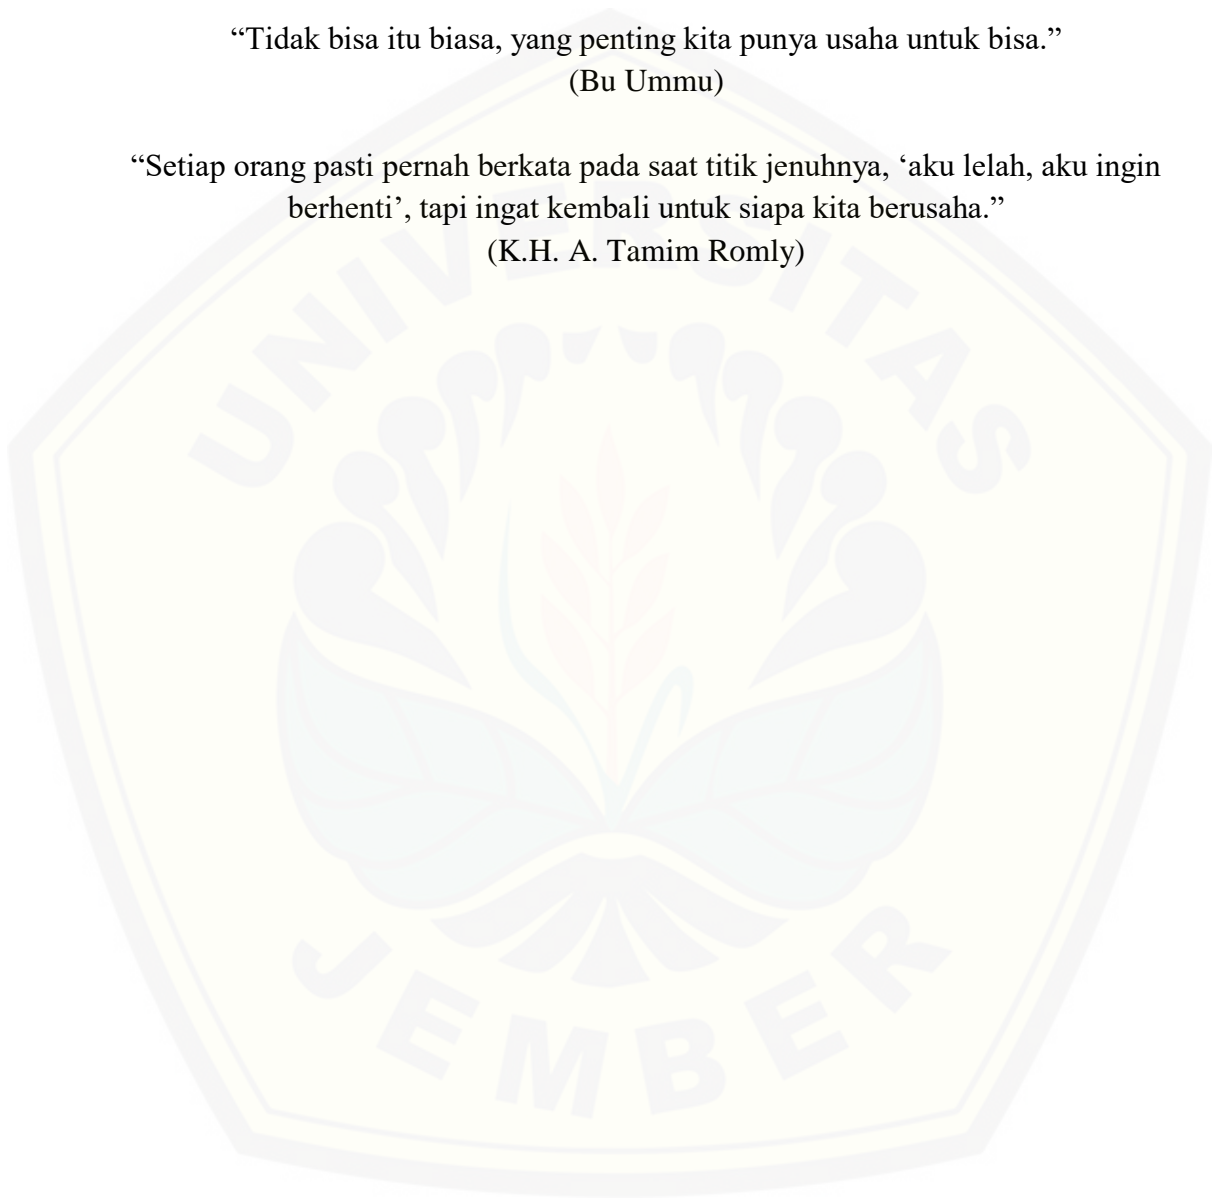 “Tidak bisa itu biasa, yang penting kita punya usaha untuk bisa.”
(Bu Ummu)
“Setiap orang pasti pernah berkata pada saat titik jenuhnya, ‘aku lelah, aku ingin
berhenti’, tapi ingat kembali untuk siapa kita berusaha.”
(K.H. A. Tamim Romly)
UNIVERSITAS
JEMBER